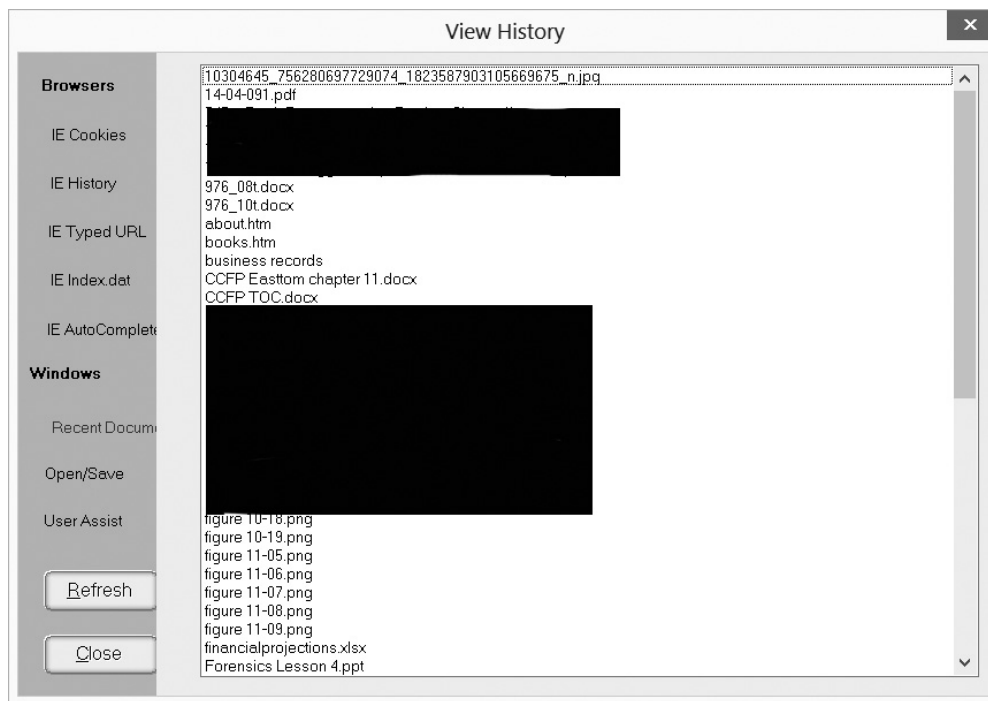 View History
Browsers
IE Cookies
IE History
IE Typed URL
IE Index.dat
IE AutoComplete
Windows
Recent Docum
Open/Save
User Assist
Refresh
Close
10304645_756280697729074_1823587903105669675_n.jpg
14-04-091.pdf
976_08t.docx
976_10t.docx
about.htm
books.htm
business records
CCFP Easttom chapter 11.docx
CCFP TOC.docx
figure 10-18.png
figure 10-19.png
figure 11-05.png
figure 11-06.png
figure 11-07.png
figure 11-08.png
figure 11-09.png
financialprojections.xlsx
Forensics Lesson 4.ppt